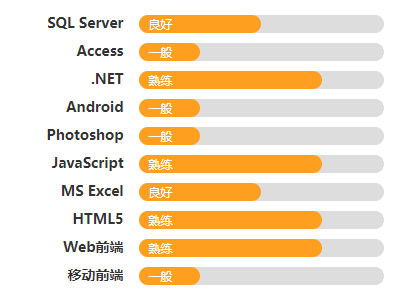 SQL Server 良好
Access 一般
.NET 熟练
Android 一般
Photoshop 一般
JavaScript 熟练
MS Excel 良好
HTML5 熟练
Web前端 熟练
移动前端 一般